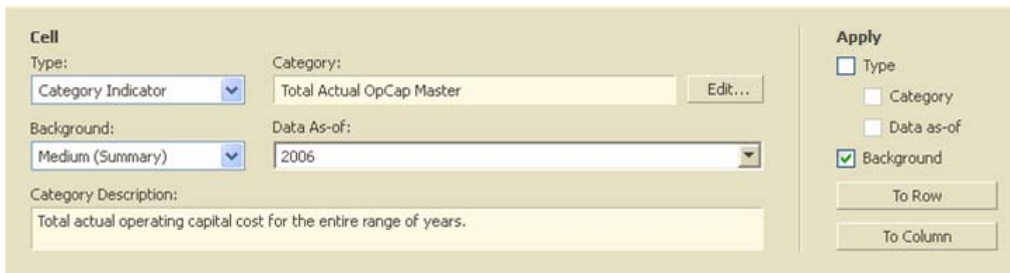 Cell
Type:
Category:
Category Indicator
Total Actual OpCap Master
Edit...
Background:
Data As-of:
Medium (Summary)
2006
Category Description:
Total actual operating capital cost for the entire range of years.
Apply
Type
Category
Data as-of
Background
To Row
To Column